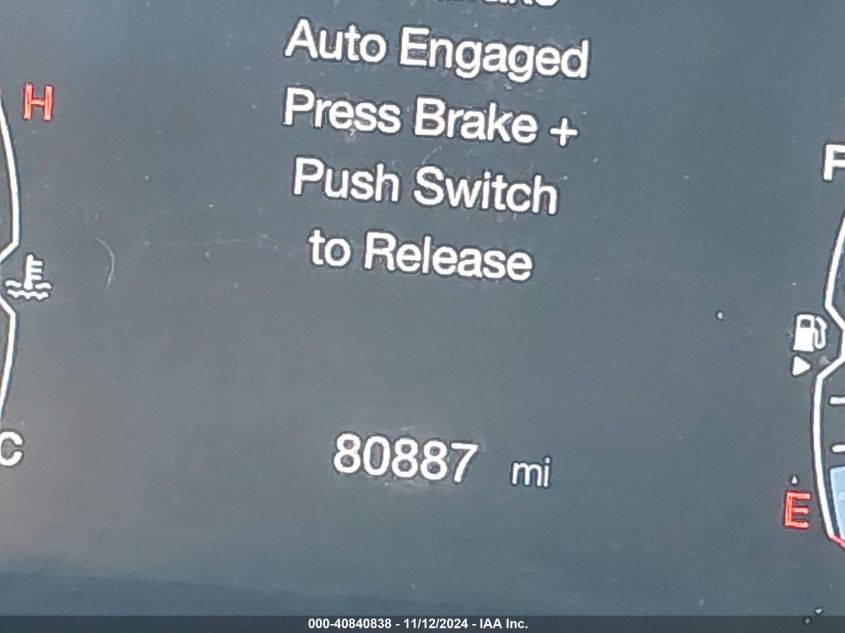 Auto Engaged
Press Brake +
Push Switch
to Release
H
F
C
80887 mi
E
000-40840838 - 11/12/2024 - IAA Inc.